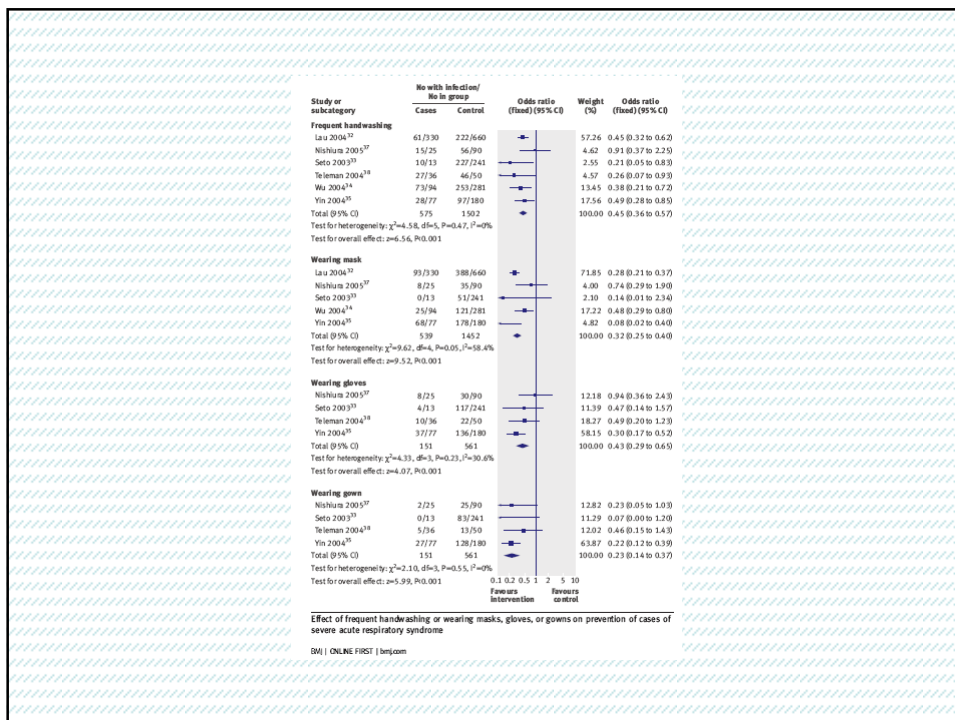 No with infection/
No in group
Study or subcategory Cases Control Odds ratio (fixed) (95% CI) Weight (%) Odds ratio (fixed) (95% CI)
Frequent handwashing
Lau 2004³² 61/330 222/660 57.26 0.45 (0.32 to 0.62)
Nishiura 2005³⁷ 15/25 56/90 4.62 0.91 (0.37 to 2.25)
Seto 2003³³ 10/13 227/241 2.55 0.21 (0.05 to 0.83)
Teleman 2004³⁸ 27/36 46/50 4.57 0.26 (0.07 to 0.93)
Wu 2004³⁴ 73/94 253/281 13.45 0.38 (0.21 to 0.72)
Yin 2004³⁵ 28/77 97/180 17.56 0.49 (0.28 to 0.85)
Total (95% CI) 575 1502 100.00 0.45 (0.36 to 0.57)
Test for heterogeneity: χ²=4.58, df=5, P=0.47, I²=0%
Test for overall effect: z=6.56, P<0.001
Wearing mask
Lau 2004³² 93/330 388/660 71.85 0.28 (0.21 to 0.37)
Nishiura 2005³⁷ 8/25 35/90 4.00 0.74 (0.29 to 1.90)
Seto 2003³³ 0/13 51/241 2.10 0.14 (0.01 to 2.34)
Wu 2004³⁴ 25/94 121/281 17.22 0.48 (0.29 to 0.80)
Yin 2004³⁵ 68/77 178/180 4.82 0.08 (0.02 to 0.40)
Total (95% CI) 539 1452 100.00 0.32 (0.25 to 0.40)
Test for heterogeneity: χ²=9.62, df=4, P=0.05, I²=58.4%
Test for overall effect: z=9.52, P<0.001
Wearing gloves
Nishiura 2005³⁷ 8/25 30/90 12.18 0.94 (0.36 to 2.43)
Seto 2003³³ 4/13 117/241 11.39 0.47 (0.14 to 1.57)
Teleman 2004³⁸ 10/36 22/50 18.27 0.49 (0.20 to 1.23)
Yin 2004³⁵ 37/77 136/180 58.15 0.30 (0.17 to 0.52)
Total (95% CI) 151 561 100.00 0.43 (0.29 to 0.65)
Test for heterogeneity: χ²=4.33, df=3, P=0.23, I²=30.6%
Test for overall effect: z=4.07, P<0.001
Wearing gown
Nishiura 2005³⁷ 2/25 25/90 12.82 0.23 (0.05 to 1.03)
Seto 2003³³ 0/13 83/241 11.29 0.07 (0.00 to 1.20)
Teleman 2004³⁸ 5/36 13/50 12.02 0.46 (0.15 to 1.43)
Yin 2004³⁵ 27/77 128/180 63.87 0.22 (0.12 to 0.39)
Total (95% CI) 151 561 100.00 0.23 (0.14 to 0.37)
Test for heterogeneity: χ²=2.10, df=3, P=0.55, I²=0%
Test for overall effect: z=5.99, P<0.001
0.1 0.2 0.5 1 2 5 10
Favours intervention Favours control
Effect of frequent handwashing or wearing masks, gloves, or gowns on prevention of cases of
severe acute respiratory syndrome
BMJ | ONLINE FIRST | bmj.com